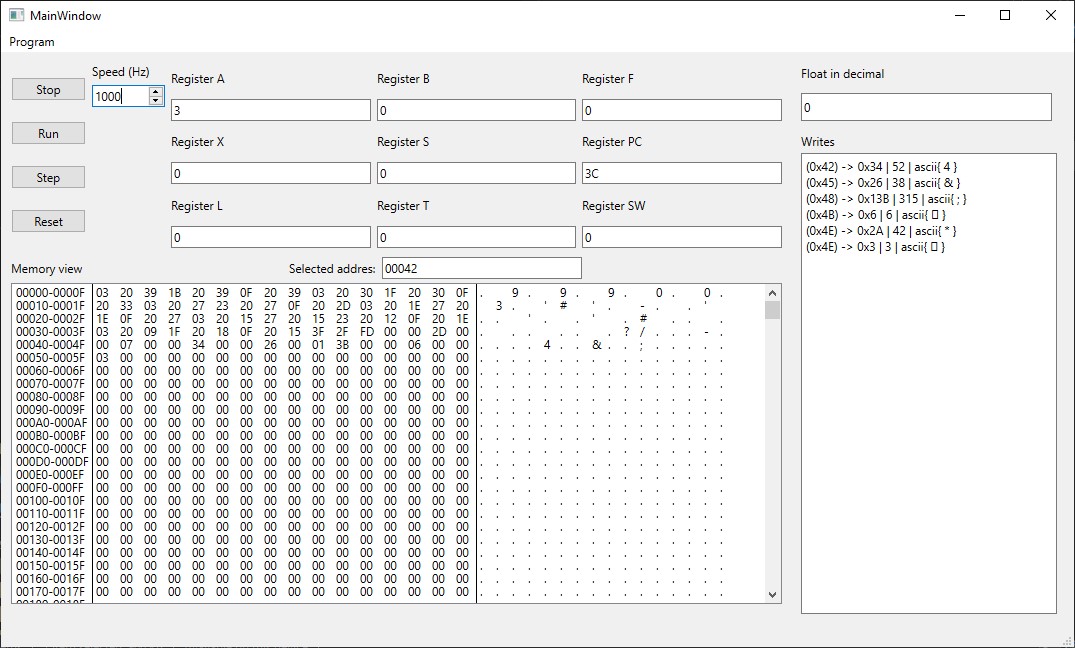 MainWindow
Program
Stop
Run
Step
Reset
Speed (Hz)
1000
Register A
3
Register B
0
Register F
0
Register X
0
Register S
0
Register PC
3C
Register L
0
Register T
0
Register SW
0
Float in decimal
0
Writes
(0x42) -> 0x34 | 52 | ascii{ 4 }
(0x45) -> 0x26 | 38 | ascii{ & }
(0x48) -> 0x13B | 315 | ascii{ ; }
(0x4B) -> 0x6 | 6 | ascii{ }
(0x4E) -> 0x2A | 42 | ascii{ * }
(0x4E) -> 0x3 | 3 | ascii{ }
Memory view
Selected addres: 00042
00000-0000F 03 20 39 1B 20 39 0F 20 39 03 20 30 1F 20 30 0F . 9 . . 9 . . 9 . . 0 . . 0 .
00010-0001F 20 33 03 20 27 23 20 27 0F 20 2D 03 20 1E 27 20 3 . ' # ' . - . . '
00020-0002F 1E 0F 20 27 03 20 15 27 20 15 23 20 12 0F 20 1E . . ' . . ' . # . . .
00030-0003F 03 20 09 1F 20 18 0F 20 15 3F 2F FD 00 00 2D 00 . . . . . . ? / . . - .
00040-0004F 00 07 00 00 34 00 00 26 00 01 3B 00 00 06 00 00 . . . . 4 . . & . . ; . . . . .
00050-0005F 03 00 00 00 00 00 00 00 00 00 00 00 00 00 00 00 . . . . . . . . . . . . . . . .
00060-0006F 00 00 00 00 00 00 00 00 00 00 00 00 00 00 00 00 . . . . . . . . . . . . . . . .
00070-0007F 00 00 00 00 00 00 00 00 00 00 00 00 00 00 00 00 . . . . . . . . . . . . . . . .
00080-0008F 00 00 00 00 00 00 00 00 00 00 00 00 00 00 00 00 . . . . . . . . . . . . . . . .
00090-0009F 00 00 00 00 00 00 00 00 00 00 00 00 00 00 00 00 . . . . . . . . . . . . . . . .
000A0-000AF 00 00 00 00 00 00 00 00 00 00 00 00 00 00 00 00 . . . . . . . . . . . . . . . .
000B0-000BF 00 00 00 00 00 00 00 00 00 00 00 00 00 00 00 00 . . . . . . . . . . . . . . . .
000C0-000CF 00 00 00 00 00 00 00 00 00 00 00 00 00 00 00 00 . . . . . . . . . . . . . . . .
000D0-000DF 00 00 00 00 00 00 00 00 00 00 00 00 00 00 00 00 . . . . . . . . . . . . . . . .
000E0-000EF 00 00 00 00 00 00 00 00 00 00 00 00 00 00 00 00 . . . . . . . . . . . . . . . .
000F0-000FF 00 00 00 00 00 00 00 00 00 00 00 00 00 00 00 00 . . . . . . . . . . . . . . . .
00100-0010F 00 00 00 00 00 00 00 00 00 00 00 00 00 00 00 00 . . . . . . . . . . . . . . . .
00110-0011F 00 00 00 00 00 00 00 00 00 00 00 00 00 00 00 00 . . . . . . . . . . . . . . . .
00120-0012F 00 00 00 00 00 00 00 00 00 00 00 00 00 00 00 00 . . . . . . . . . . . . . . . .
00130-0013F 00 00 00 00 00 00 00 00 00 00 00 00 00 00 00 00 . . . . . . . . . . . . . . . .
00140-0014F 00 00 00 00 00 00 00 00 00 00 00 00 00 00 00 00 . . . . . . . . . . . . . . . .
00150-0015F 00 00 00 00 00 00 00 00 00 00 00 00 00 00 00 00 . . . . . . . . . . . . . . . .
00160-0016F 00 00 00 00 00 00 00 00 00 00 00 00 00 00 00 00 . . . . . . . . . . . . . . . .
00170-0017F 00 00 00 00 00 00 00 00 00 00 00 00 00 00 00 00 . . . . . . . . . . . . . . . .